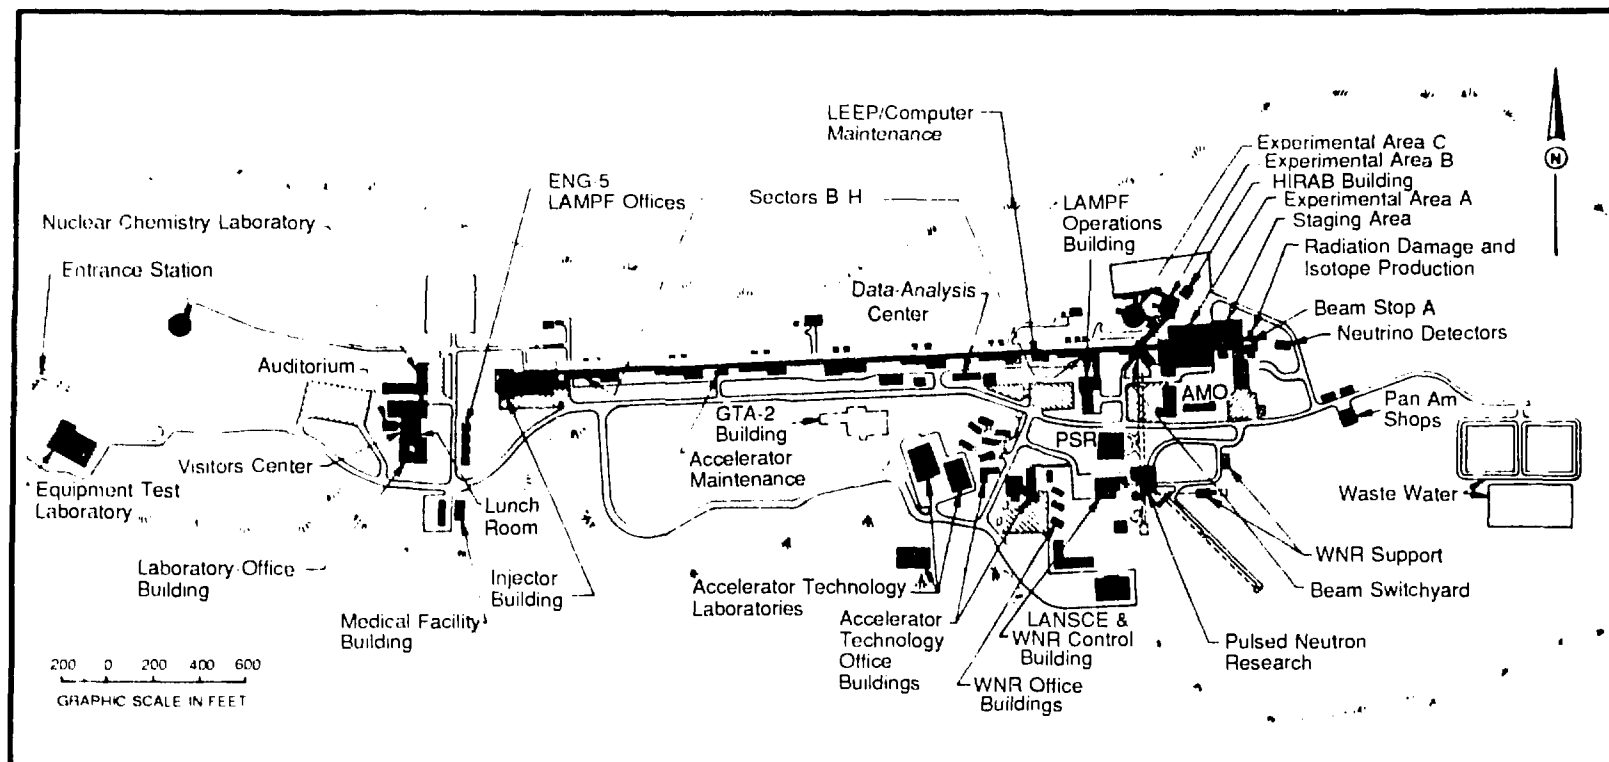 LEEP/Computer
Maintenance
Experimental Area C
Experimental Area B
HIRAB Building
Experimental Area A
Staging Area
Radiation Damage and
Isotope Production
N
ENG-5
LAMPF Offices
Sectors B H
LAMPF
Operations
Building
Nuclear Chemistry Laboratory
Entrance Station
Data-Analysis
Center
Beam Stop A
Neutrino Detectors
Auditorium
AMO
Pan Am
Shops
GTA-2
Building
PSR
Visitors Center
Accelerator
Maintenance
Equipment Test
Laboratory
Lunch
Room
Waste Water
WNR Support
Laboratory-Office
Building
Injector
Building
Accelerator Technology
Laboratories
Beam Switchyard
Medical Facility
Building
Accelerator
Technology
Office
Buildings
LANSCE &
WNR Control
Building
Pulsed Neutron
Research
WNR Office
Buildings
200 0 200 400 600
GRAPHIC SCALE IN FEET